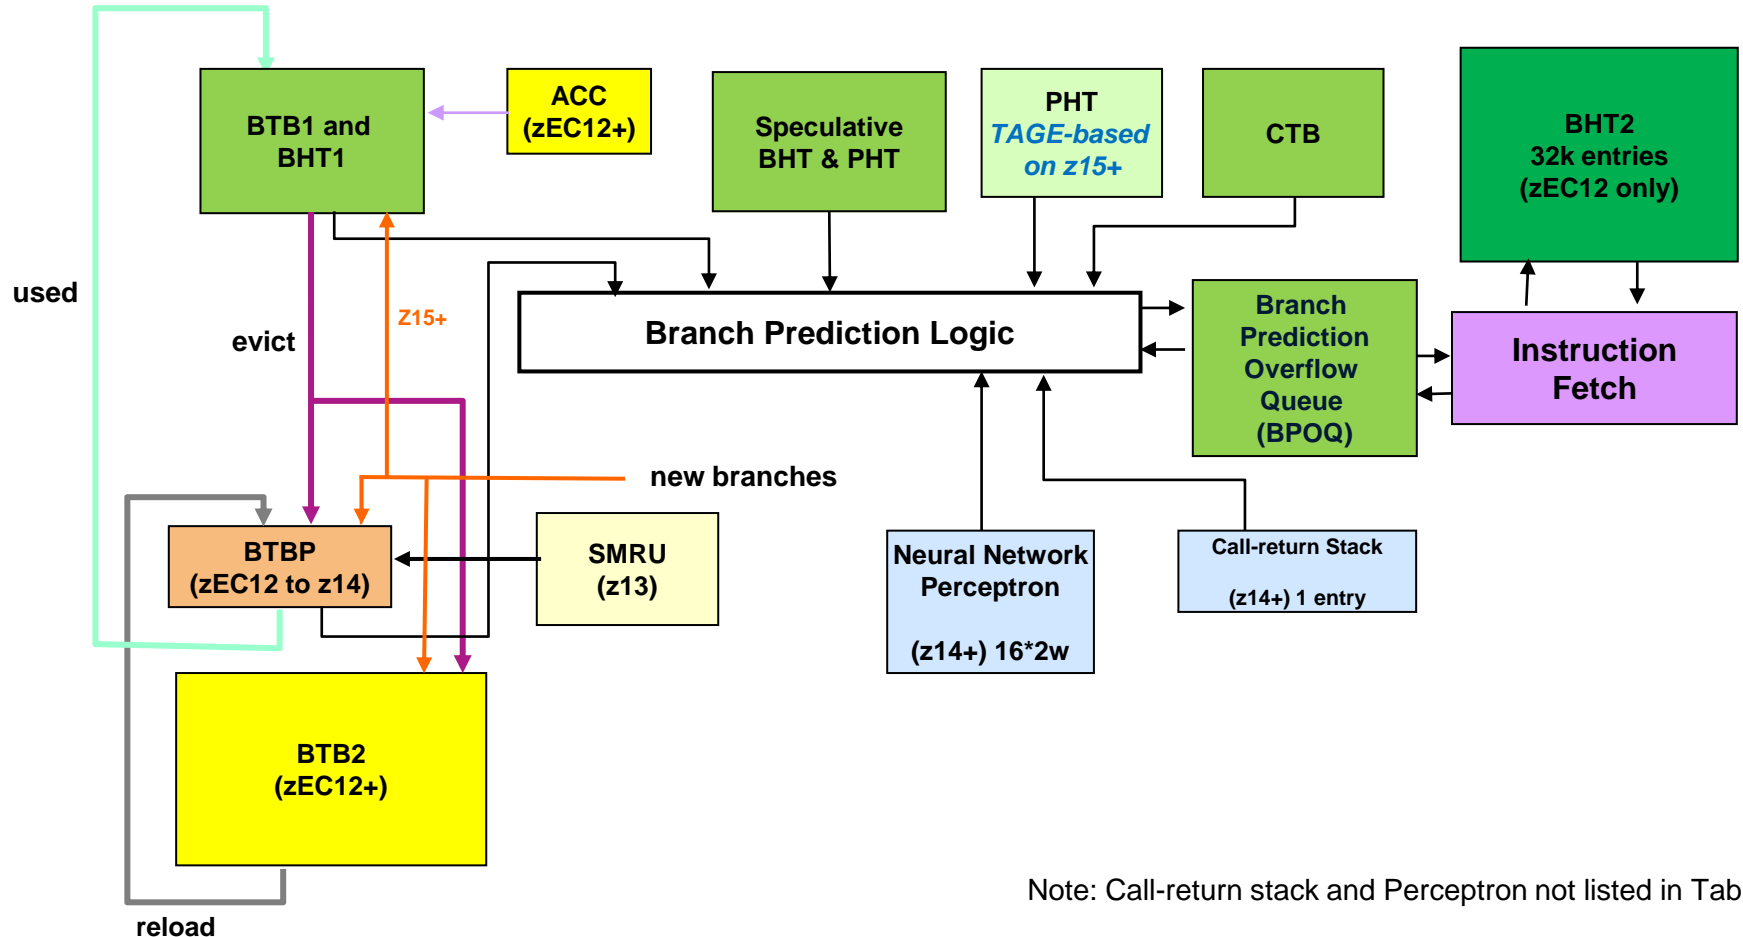 BTB1 and
BHT1
ACC
(zEC12+)
Speculative
BHT & PHT
PHT
TAGE-based
on z15+
CTB
BHT2
32k entries
(zEC12 only)
used
evict
Z15+
Branch Prediction Logic
Branch
Prediction
Overflow
Queue
(BPOQ)
Instruction
Fetch
new branches
BTBP
(zEC12 to z14)
SMRU
(z13)
Neural Network
Perceptron
(z14+) 16*2w
Call-return Stack
(z14+) 1 entry
BTB2
(zEC12+)
reload
Note: Call-return stack and Perceptron not listed in Tab